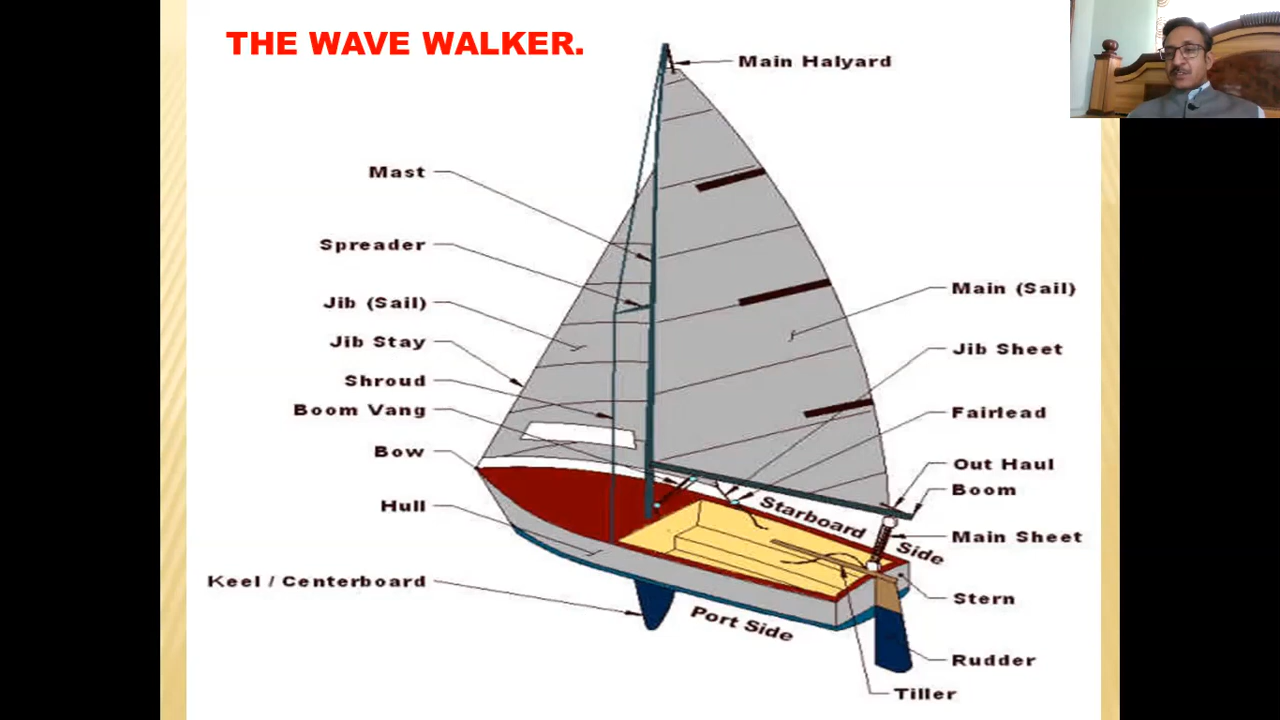 THE WAVE WALKER.
Main Halyard
Mast
Spreader
Jib (Sail)
Jib Stay
Shroud
Boom Vang
Bow
Hull
Keel / Centerboard
Main (Sail)
Jib Sheet
Fairlead
Out Haul
Boom
Main Sheet
Stern
Rudder
Tiller
Starboard Side
Port Side